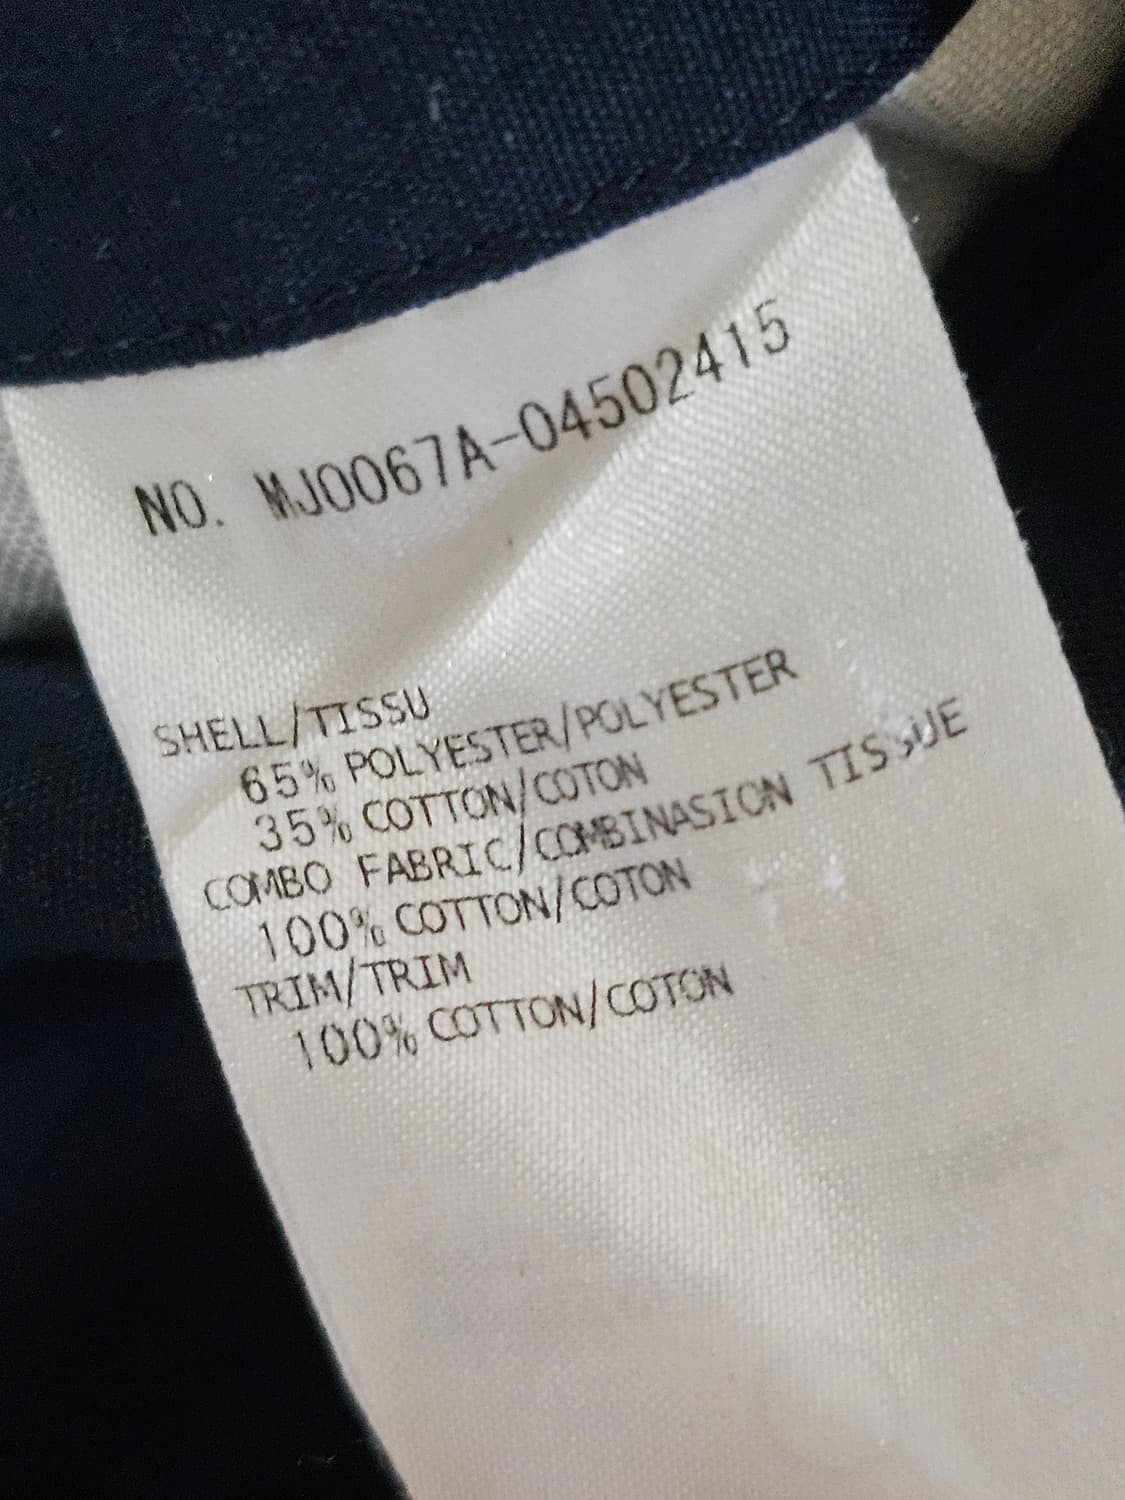 NO. MJ0067A-04502415
SHELL/TISSU
65% POLYESTER/POLYESTER
35% COTTON/COTON
COMBO FABRIC/COMBINASION TISSUE
100% COTTON/COTON
TRIM/TRIM
100% COTTON/COTON